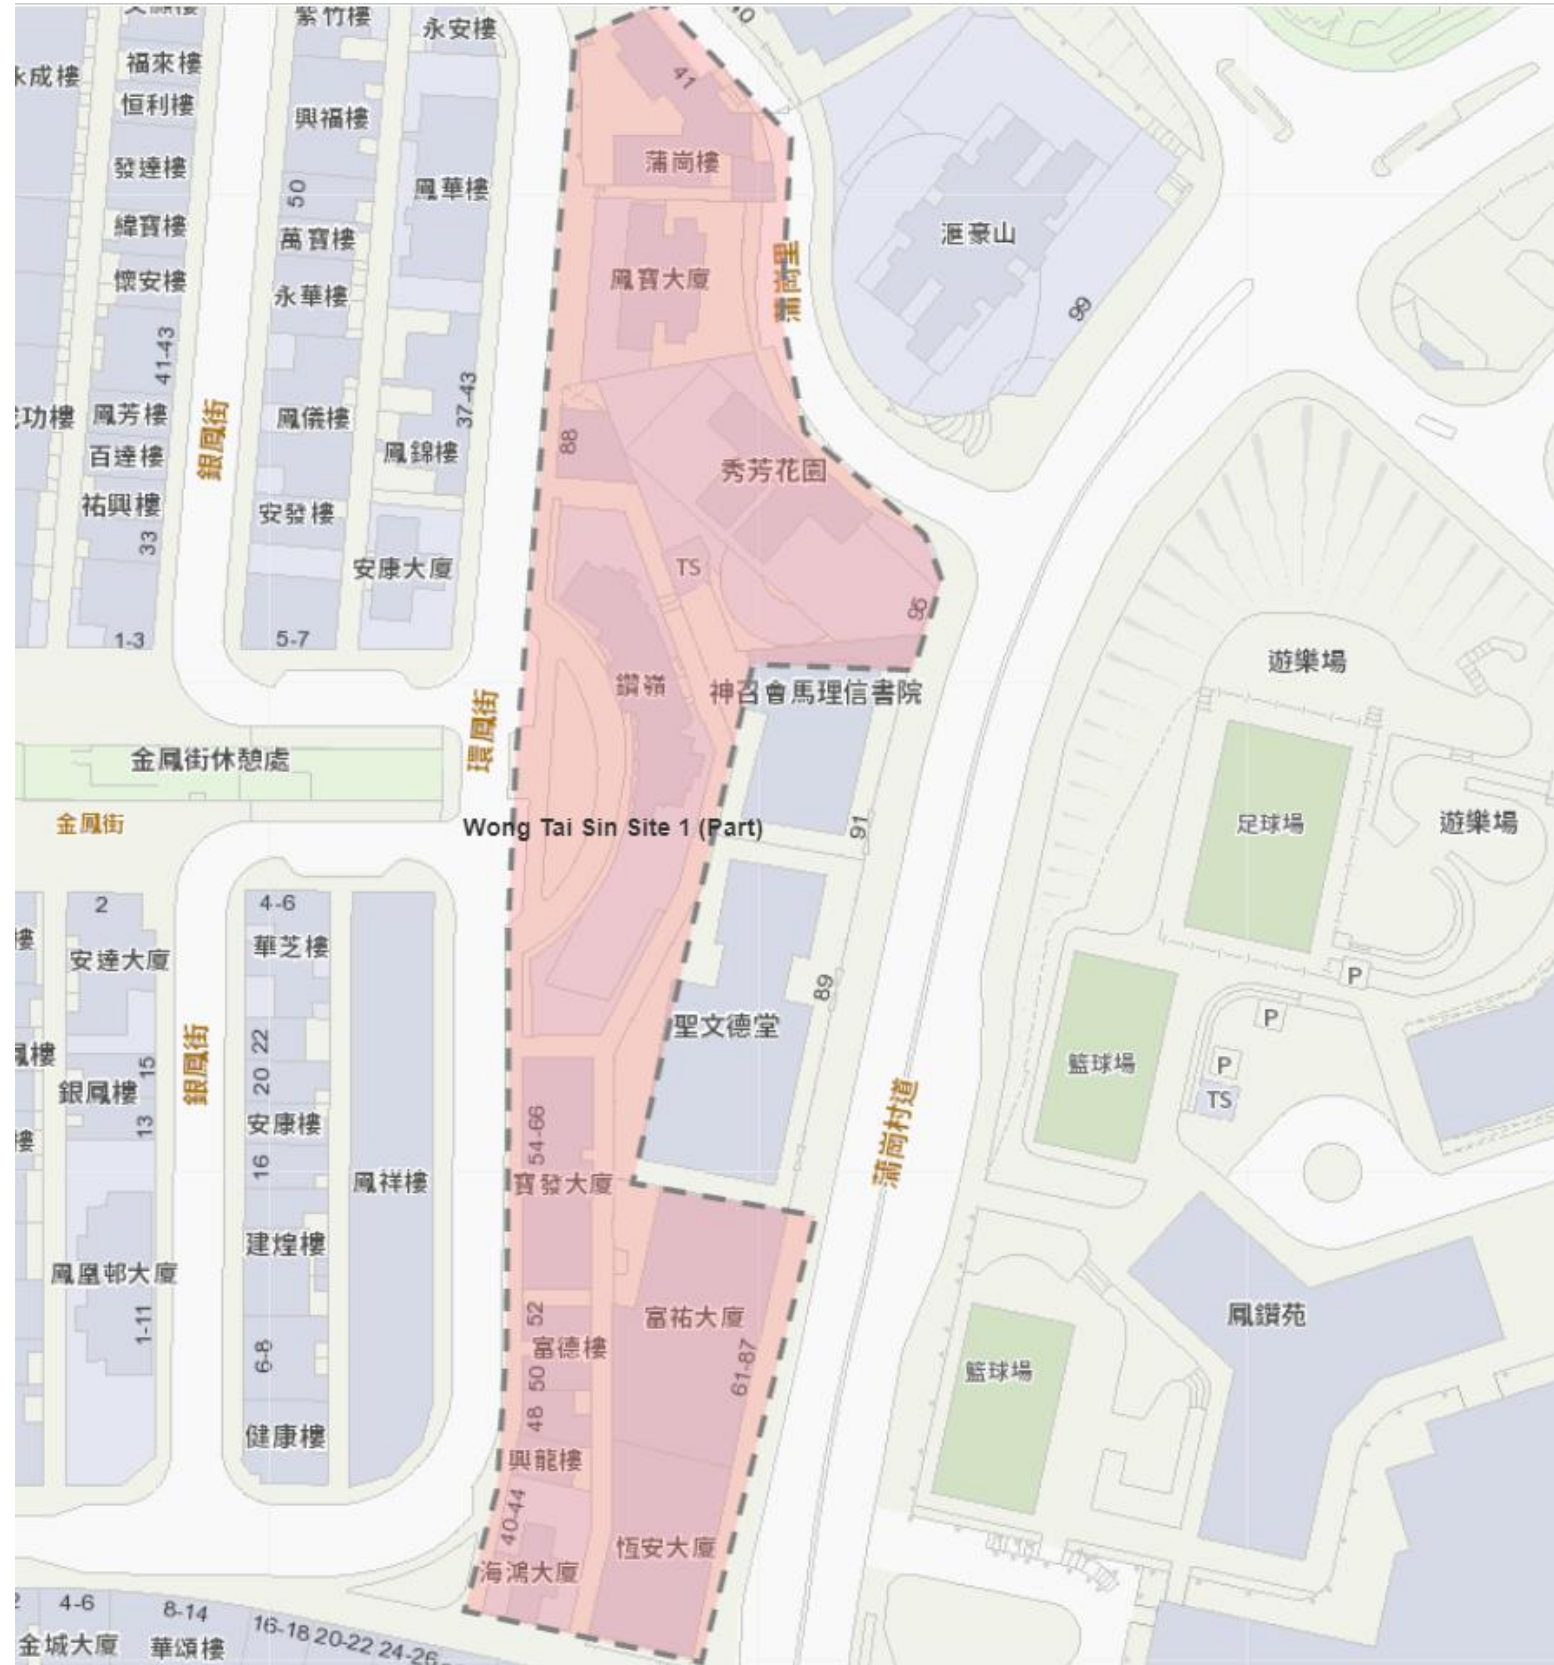 紫竹樓
永安樓
40
福來樓
永成樓
恒利樓
興福樓
41
發達樓
蒲崗樓
50
鳳華樓
緯寶樓
萬寶樓
滙豪山
懷安樓
永華樓
鳳寶大廈
蒲崗里
99
41-43
37-43
鳳芳樓
鳳儀樓
成功樓
銀鳳街
百達樓
鳳錦樓
88
秀芳花園
祐興樓
安發樓
33
安康大廈
TS
95
1-3
5-7
遊樂場
鑽嶺
神召會馬理信書院
環鳳街
金鳳街休憩處
金鳳街
Wong Tai Sin Site 1 (Part)
91
足球場
遊樂場
2
4-6
華芝樓
安達大廈
樓
P
89
聖文德堂
P
22
鳳樓
銀鳳街
15
20
銀鳳樓
籃球場
P
TS
13
安康樓
54-66
蒲崗村道
樓
16
鳳祥樓
寶發大廈
建煌樓
鳳凰邨大廈
1-11
52
富祐大廈
鳳鑽苑
6-8
富德樓
61-87
50
籃球場
48
健康樓
興龍樓
40-44
恆安大廈
海鴻大廈
2
4-6
8-14
16-18
20-22
24-26
金城大廈
華頌樓